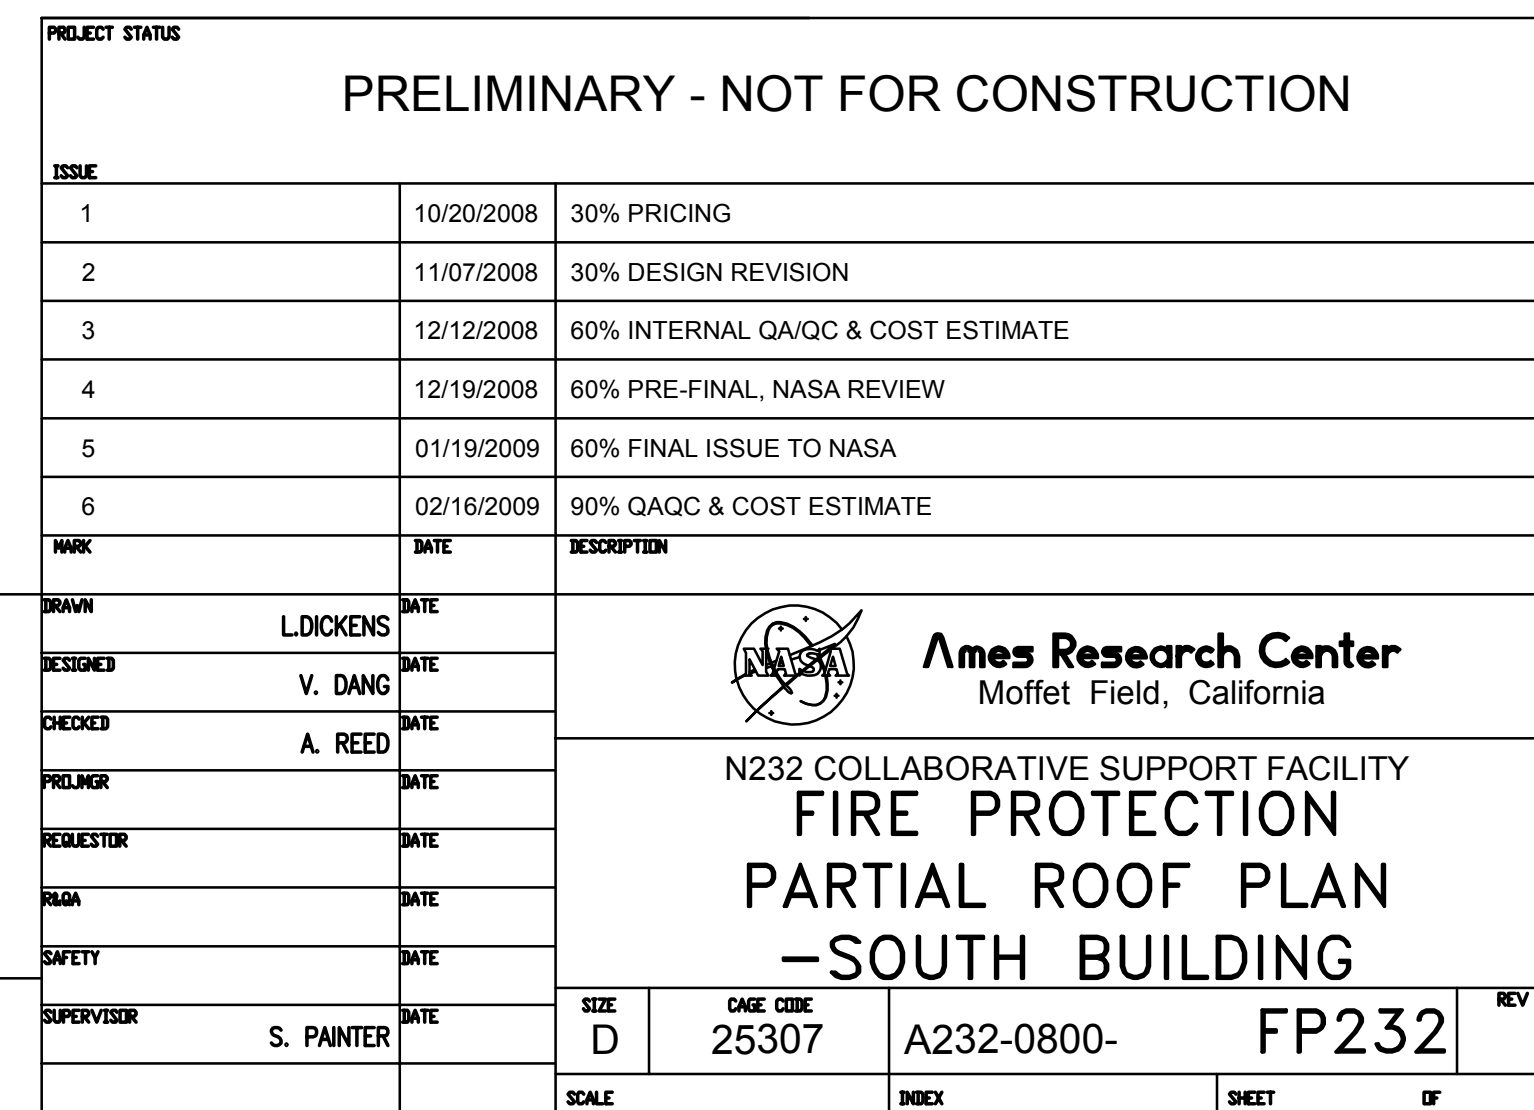 PROJECT STATUS
PRELIMINARY - NOT FOR CONSTRUCTION
ISSUE
1 10/20/2008 30% PRICING
2 11/07/2008 30% DESIGN REVISION
3 12/12/2008 60% INTERNAL QA/QC & COST ESTIMATE
4 12/19/2008 60% PRE-FINAL, NASA REVIEW
5 01/19/2009 60% FINAL ISSUE TO NASA
6 02/16/2009 90% QAQC & COST ESTIMATE
MARK DATE DESCRIPTION
DRAWN L.DICKENS DATE
DESIGNED V. DANG DATE
CHECKED A. REED DATE
PROJMGR DATE
REQUESTOR DATE
R&QA DATE
SAFETY DATE
SUPERVISOR S. PAINTER DATE
NASA
Ames Research Center
Moffet Field, California
N232 COLLABORATIVE SUPPORT FACILITY
FIRE PROTECTION
PARTIAL ROOF PLAN
-SOUTH BUILDING
SIZE CAGE CODE REV
D 25307 A232-0800- FP232
SCALE INDEX SHEET OF